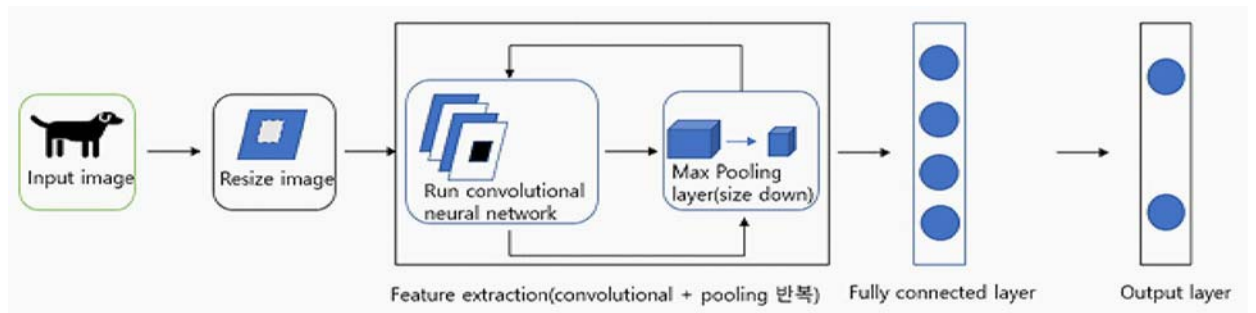 Input image
Resize image
Run convolutional
neural network
Max Pooling
layer(size down)
Feature extraction(convolutional + pooling 반복)
Fully connected layer
Output layer